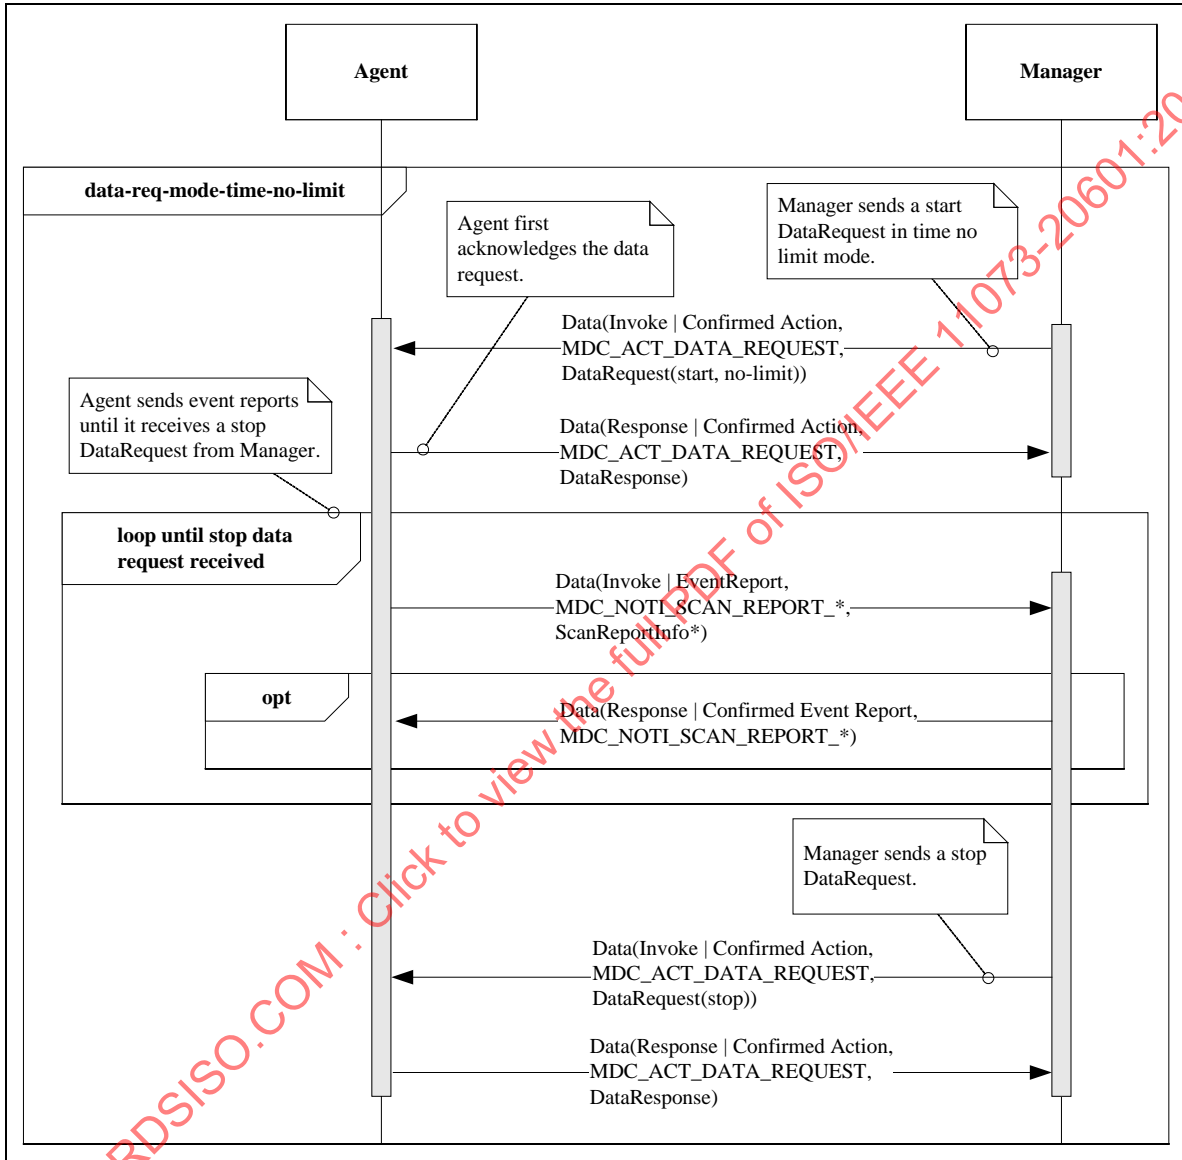 Agent
Manager
data-req-mode-time-no-limit
Agent first
acknowledges the data
request.
Manager sends a start
DataRequest in time no
limit mode.
Data(Invoke | Confirmed Action,
MDC_ACT_DATA_REQUEST,
DataRequest(start, no-limit))
Agent sends event reports
until it receives a stop
DataRequest from Manager.
Data(Response | Confirmed Action,
MDC_ACT_DATA_REQUEST,
DataResponse)
loop until stop data
request received
Data(Invoke | EventReport,
MDC_NOTI_SCAN_REPORT_*,
ScanReportInfo*)
opt
Data(Response | Confirmed Event Report,
MDC_NOTI_SCAN_REPORT_*)
Manager sends a stop
DataRequest.
Data(Invoke | Confirmed Action,
MDC_ACT_DATA_REQUEST,
DataRequest(stop))
Data(Response | Confirmed Action,
MDC_ACT_DATA_REQUEST,
DataResponse)
RDSISO.COM : Click to view the full PDF of ISO/IEEE 11073-20601:20